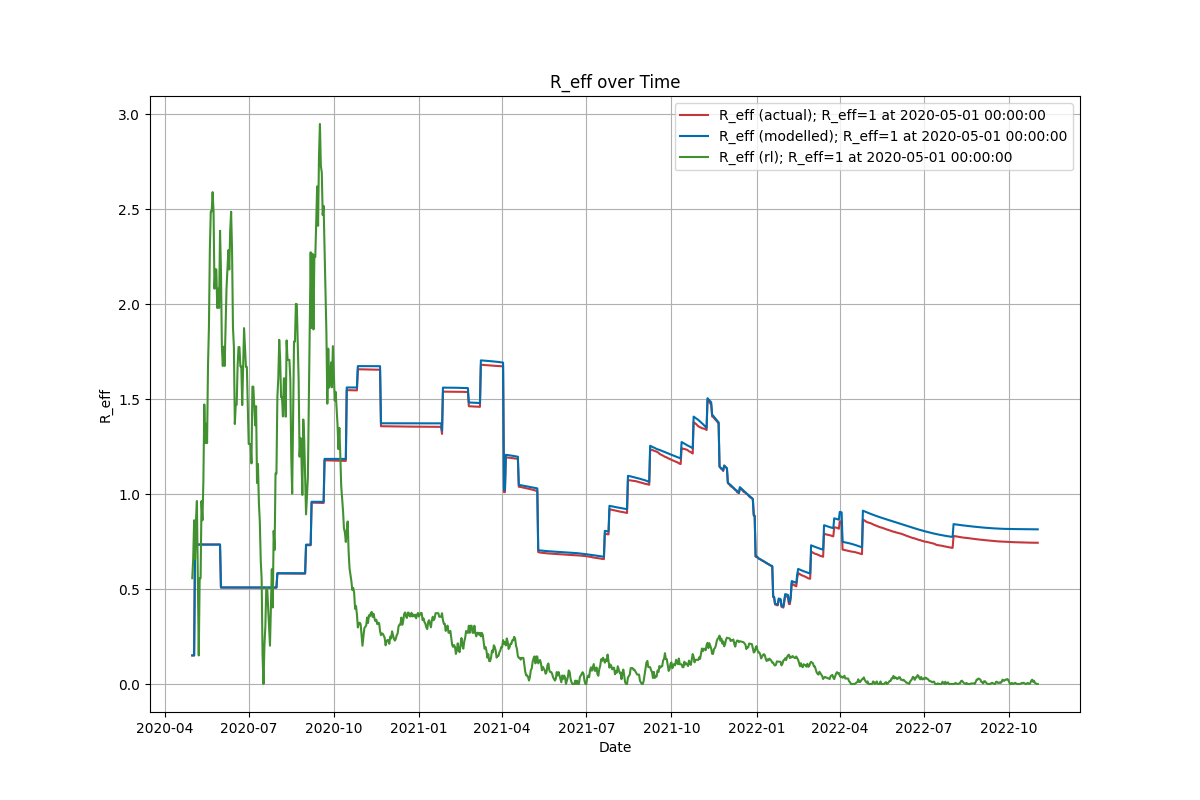 R_eff over Time
R_eff (actual); R_eff=1 at 2020-05-01 00:00:00
R_eff (modelled); R_eff=1 at 2020-05-01 00:00:00
R_eff (rl); R_eff=1 at 2020-05-01 00:00:00
R_eff
3.0
2.5
2.0
1.5
1.0
0.5
0.0
2020-04 2020-07 2020-10 2021-01 2021-04 2021-07 2021-10 2022-01 2022-04 2022-07 2022-10
Date